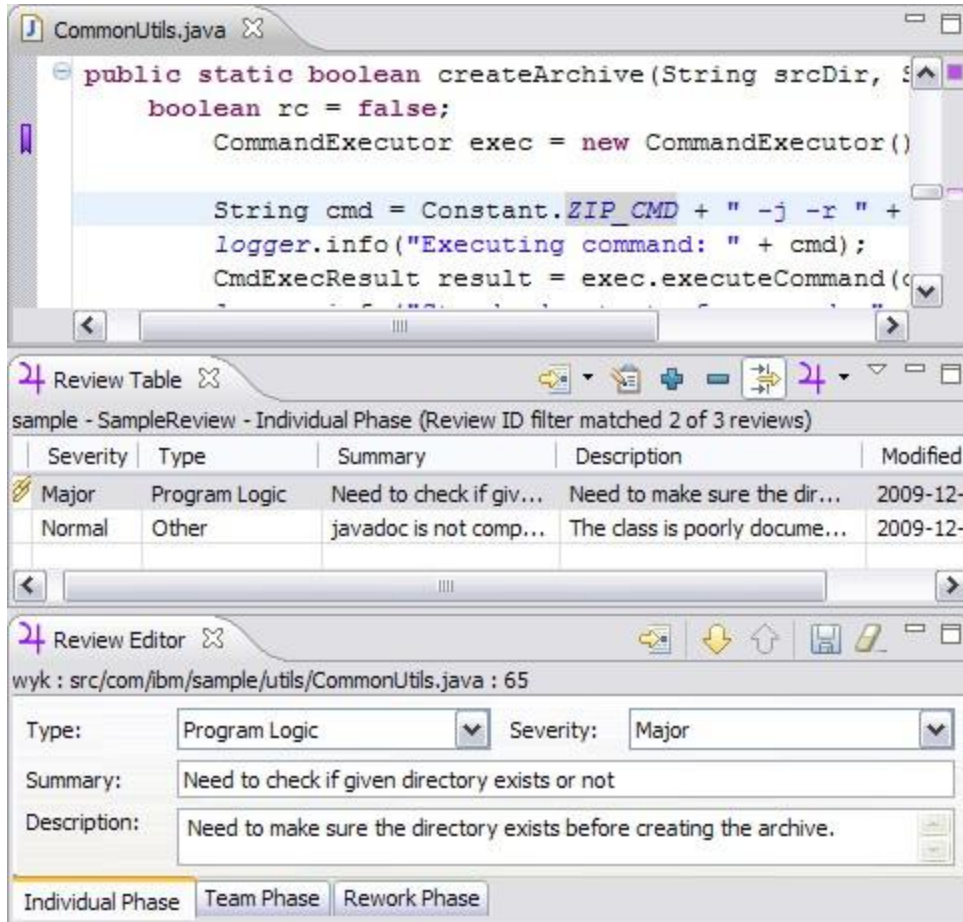 CommonUtils.java
public static boolean createArchive(String srcDir, S
boolean rc = false;
CommandExecutor exec = new CommandExecutor()
String cmd = Constant.ZIP_CMD + " -j -r " +
logger.info("Executing command: " + cmd);
CmdExecResult result = exec.executeCommand(c
Review Table
sample - SampleReview - Individual Phase (Review ID filter matched 2 of 3 reviews)
Severity Type Summary Description Modified
Major Program Logic Need to check if giv... Need to make sure the dir... 2009-12-
Normal Other javadoc is not comp... The class is poorly docume... 2009-12-
Review Editor
wyk : src/com/ibm/sample/utils/CommonUtils.java : 65
Type: Program Logic Severity: Major
Summary: Need to check if given directory exists or not
Description: Need to make sure the directory exists before creating the archive.
Individual Phase Team Phase Rework Phase